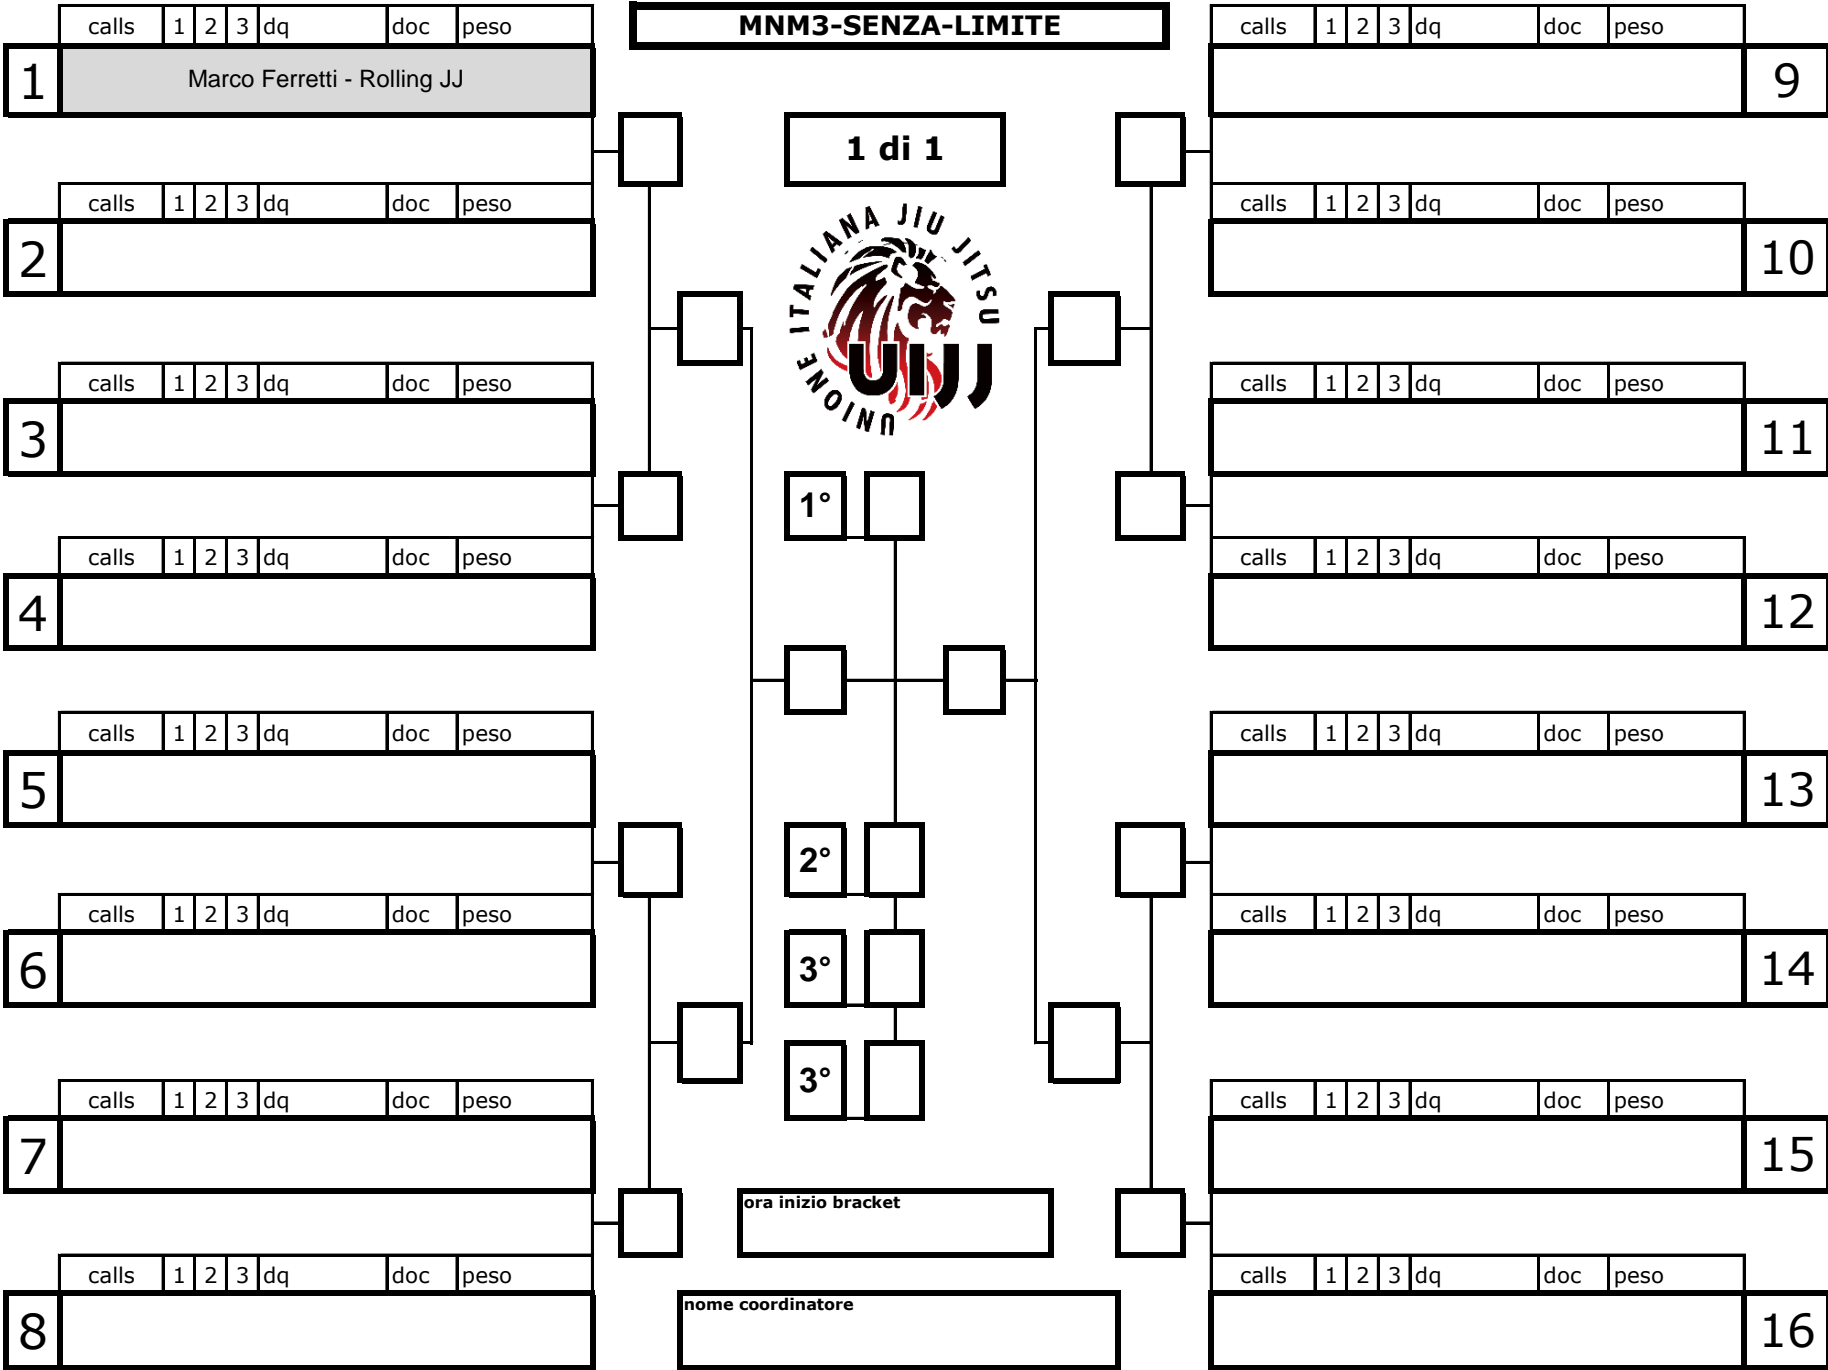 calls 1 2 3 dq doc peso
1 Marco Ferretti - Rolling JJ
calls 1 2 3 dq doc peso
2
calls 1 2 3 dq doc peso
3
calls 1 2 3 dq doc peso
4
calls 1 2 3 dq doc peso
5
calls 1 2 3 dq doc peso
6
calls 1 2 3 dq doc peso
7
calls 1 2 3 dq doc peso
8
MNM3-SENZA-LIMITE
1 di 1
UNIONE ITALIANA JIU JITSU
UIJJ
1°
2°
3°
3°
ora inizio bracket
nome coordinatore
calls 1 2 3 dq doc peso
9
calls 1 2 3 dq doc peso
10
calls 1 2 3 dq doc peso
11
calls 1 2 3 dq doc peso
12
calls 1 2 3 dq doc peso
13
calls 1 2 3 dq doc peso
14
calls 1 2 3 dq doc peso
15
calls 1 2 3 dq doc peso
16